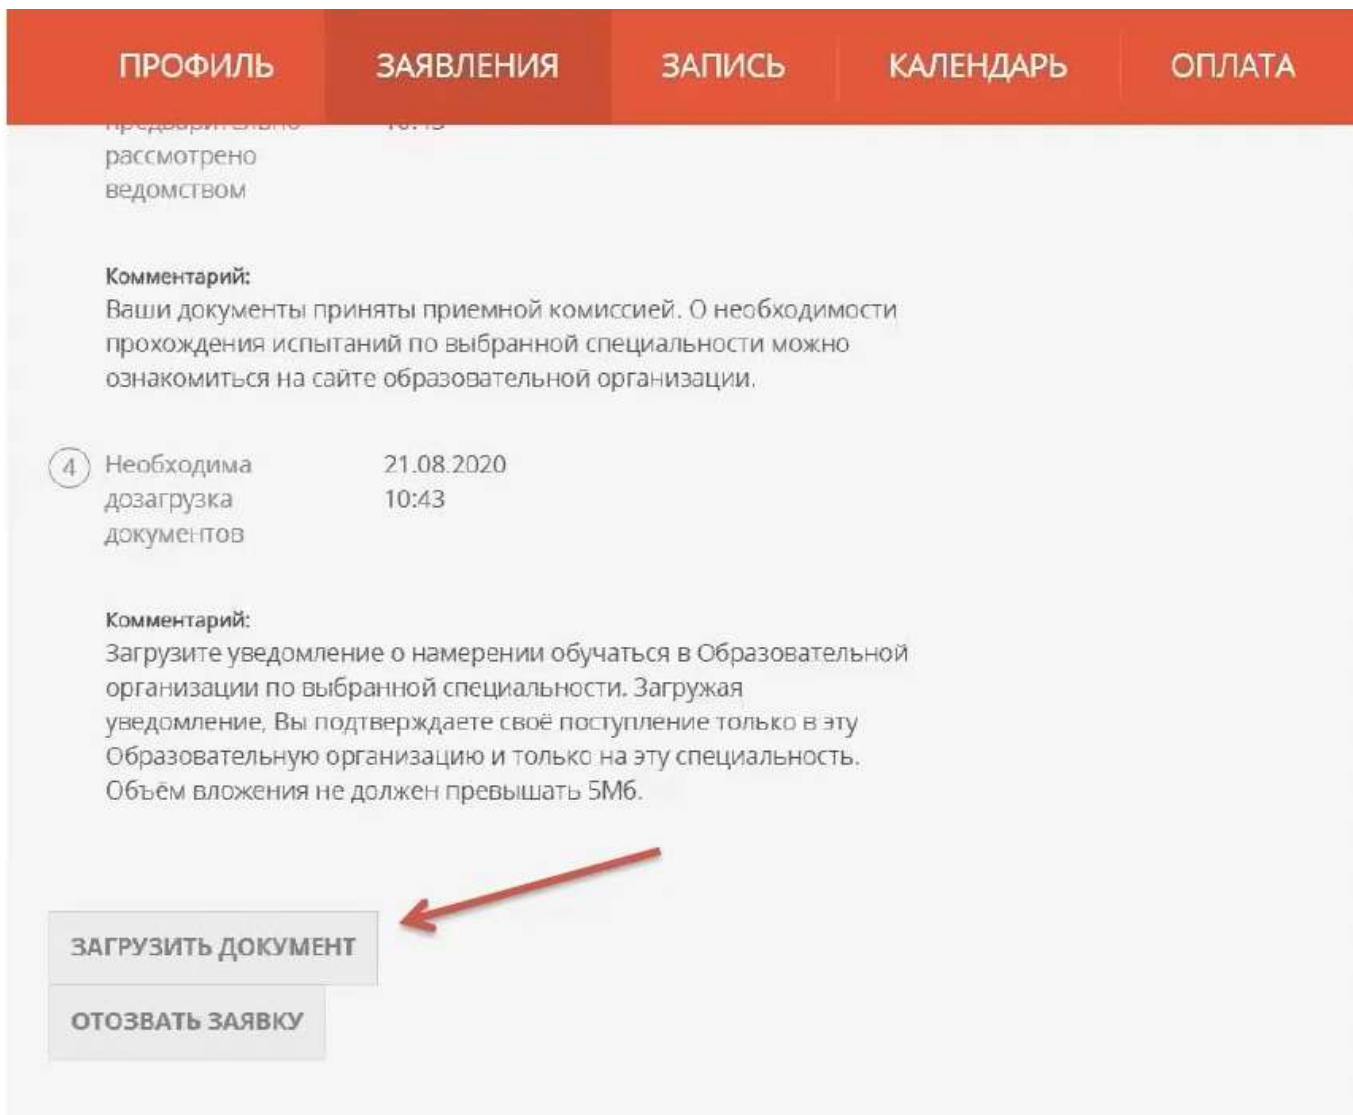 ПРОФИЛЬ ЗАЯВЛЕНИЯ ЗАПИСЬ КАЛЕНДАРЬ ОПЛАТА
предварительно 10:43
рассмотрено
ведомством
Комментарий:
Ваши документы приняты приемной комиссией. О необходимости
прохождения испытаний по выбранной специальности можно
ознакомиться на сайте образовательной организации.
4 Необходима 21.08.2020
дозагрузка 10:43
документов
Комментарий:
Загрузите уведомление о намерении обучаться в Образовательной
организации по выбранной специальности. Загружая
уведомление, Вы подтверждаете своё поступление только в эту
Образовательную организацию и только на эту специальность.
Объём вложения не должен превышать 5Мб.
ЗАГРУЗИТЬ ДОКУМЕНТ
ОТОЗВАТЬ ЗАЯВКУ